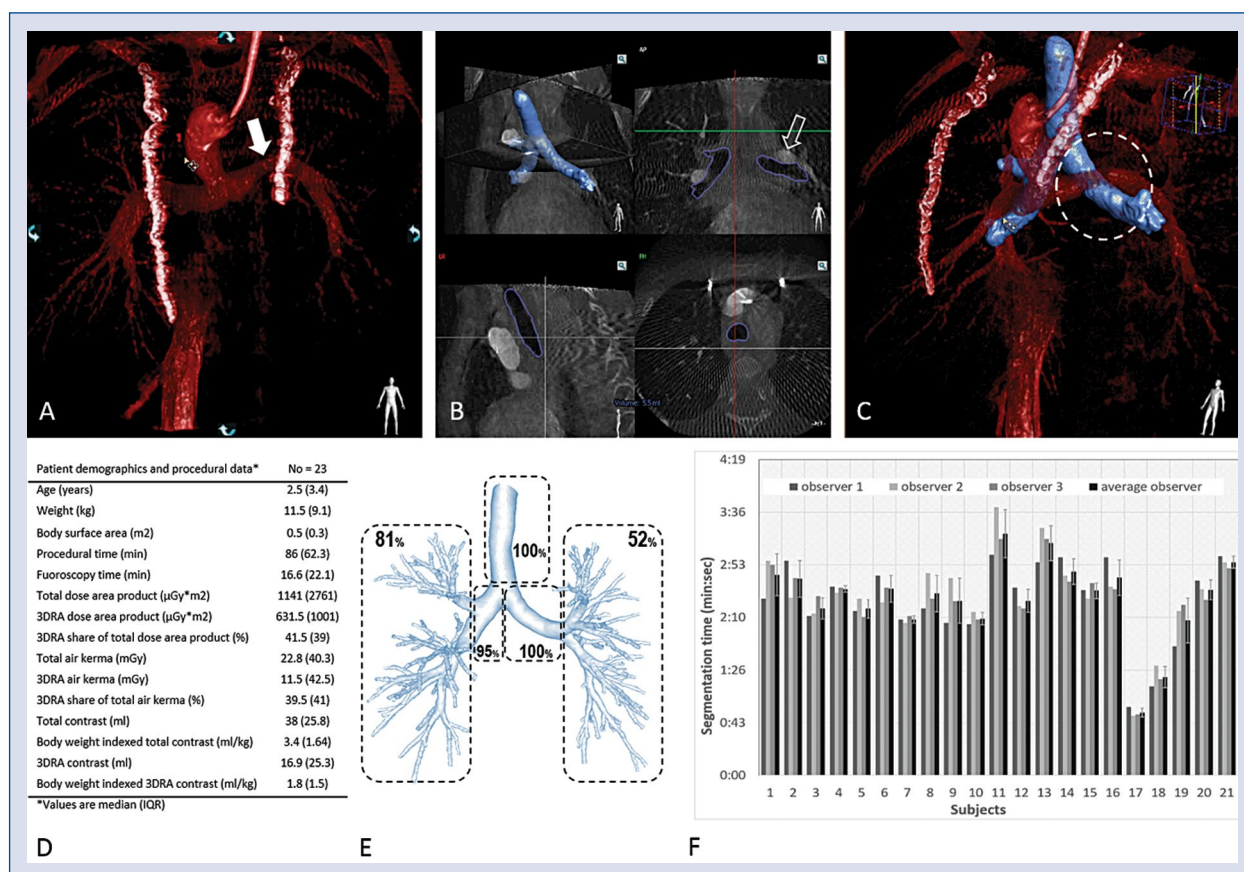 A
AP
B
Volume: 5.5 ml
C
Patient demographics and procedural data* No = 23
Age (years) 2.5 (3.4)
Weight (kg) 11.5 (9.1)
Body surface area (m2) 0.5 (0.3)
Procedural time (min) 86 (62.3)
Fuoroscopy time (min) 16.6 (22.1)
Total dose area product (µGy*m2) 1141 (2761)
3DRA dose area product (µGy*m2) 631.5 (1001)
3DRA share of total dose area product (%) 41.5 (39)
Total air kerma (mGy) 22.8 (40.3)
3DRA air kerma (mGy) 11.5 (42.5)
3DRA share of total air kerma (%) 39.5 (41)
Total contrast (ml) 38 (25.8)
Body weight indexed total contrast (ml/kg) 3.4 (1.64)
3DRA contrast (ml) 16.9 (25.3)
Body weight indexed 3DRA contrast (ml/kg) 1.8 (1.5)
*Values are median (IQR)
D
81%
100%
52%
95%
100%
E
Segmentation time (min:sec)
4:19
3:36
2:53
2:10
1:26
0:43
0:00
observer 1 observer 2 observer 3 average observer
1 2 3 4 5 6 7 8 9 10 11 12 13 14 15 16 17 18 19 20 21
Subjects
F